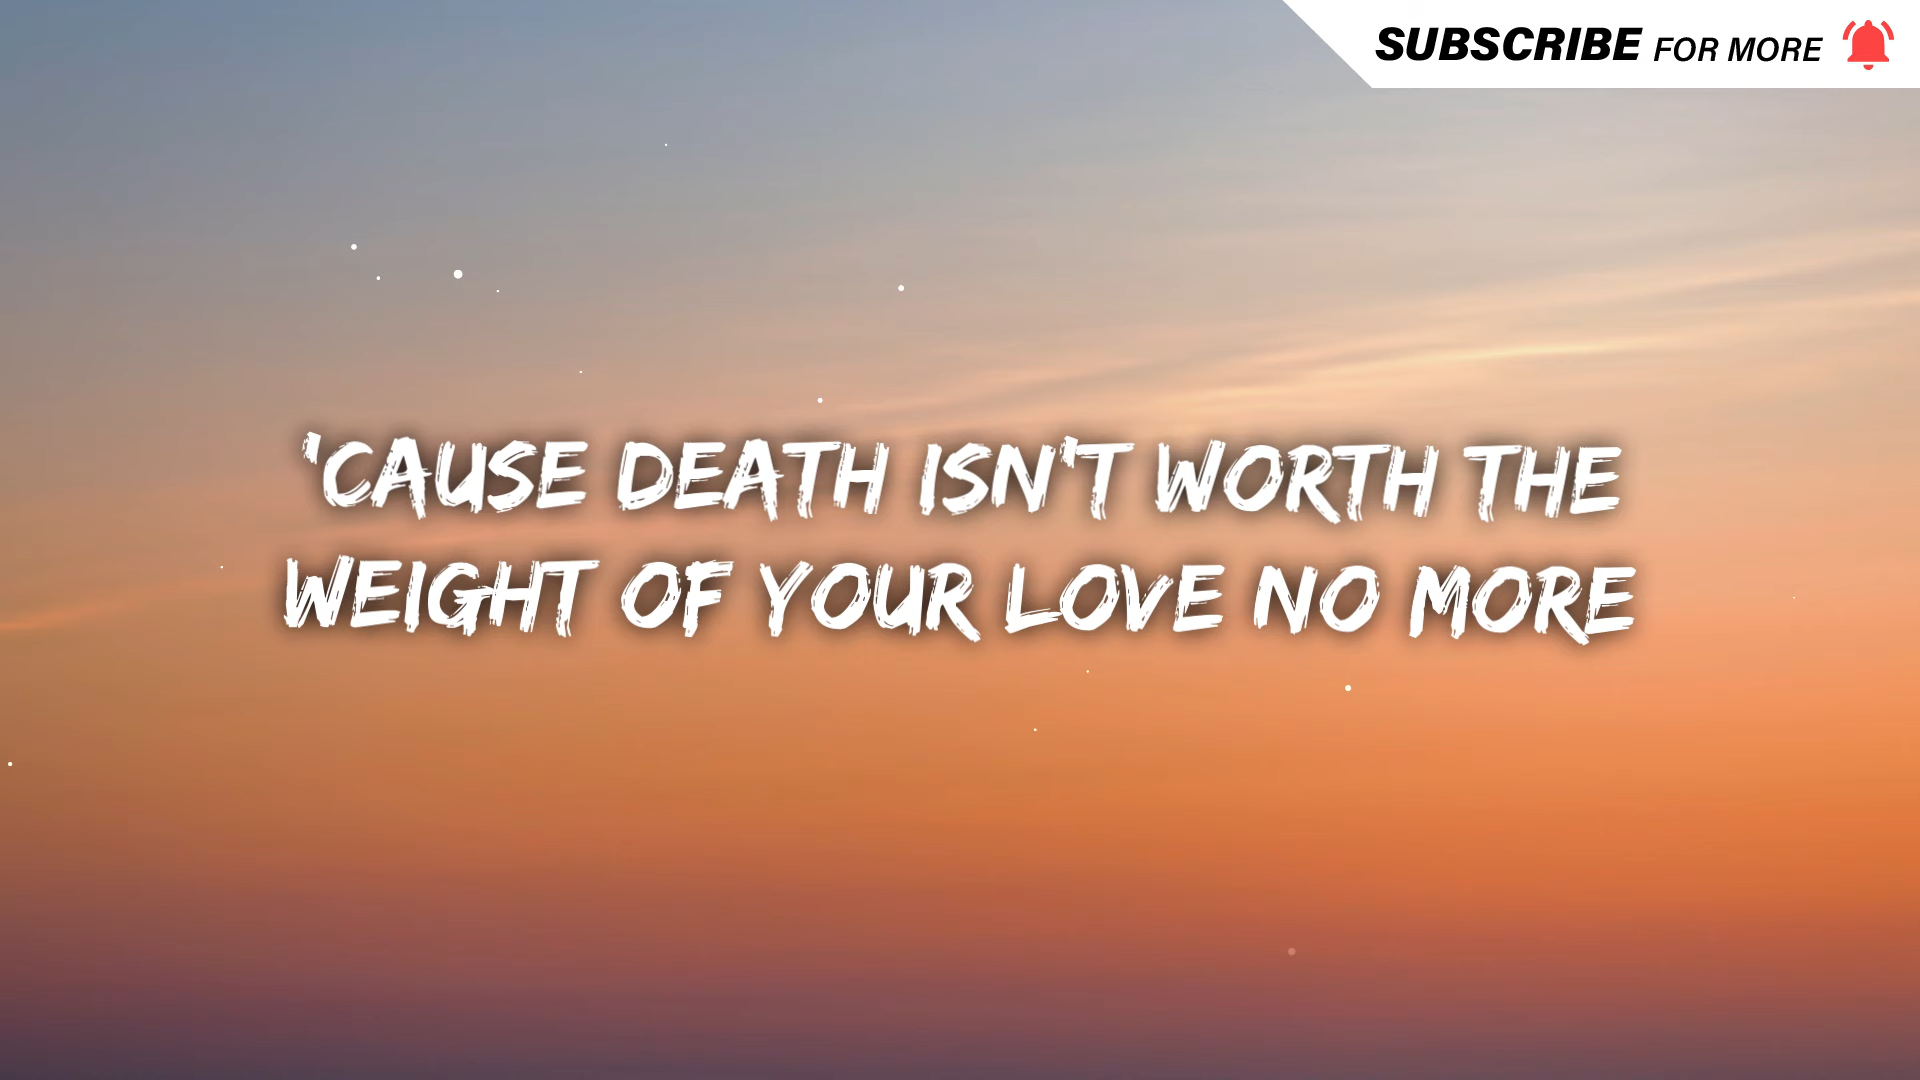 SUBSCRIBE FOR MORE
'CAUSE DEATH ISN'T WORTH THE
WEIGHT OF YOUR LOVE NO MORE